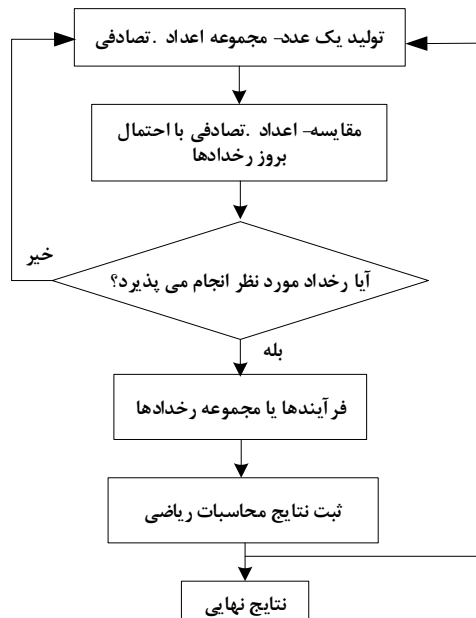 تولید یک عدد- مجموعه اعداد .تصادفی
مقایسه- اعداد .تصادفی با احتمال
بروز رخدادها
خیر
آیا رخداد مورد نظر انجام می پذیرد؟
بله
فرآیندها یا مجموعه رخدادها
ثبت نتایج محاسبات ریاضی
نتایج نهایی